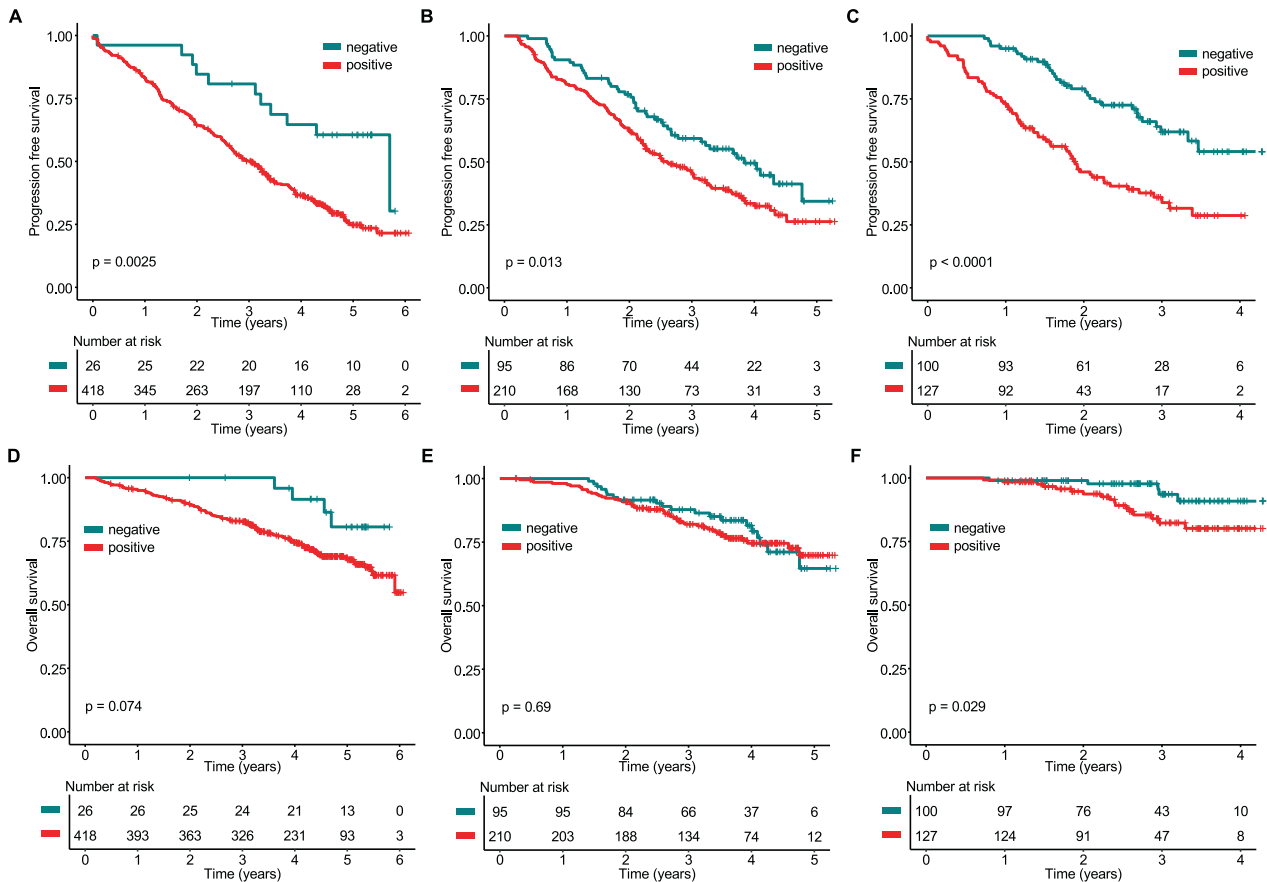 A
Progression free survival
1.00
0.75
0.50
0.25
0.00
negative
positive
p = 0.0025
0 1 2 3 4 5 6
Time (years)
Number at risk
26 25 22 20 16 10 0
418 345 263 197 110 28 2
0 1 2 3 4 5 6
Time (years)
B
Progression free survival
1.00
0.75
0.50
0.25
0.00
negative
positive
p = 0.013
0 1 2 3 4 5
Time (years)
Number at risk
95 86 70 44 22 3
210 168 130 73 31 3
0 1 2 3 4 5
Time (years)
C
Progression free survival
1.00
0.75
0.50
0.25
0.00
negative
positive
p < 0.0001
0 1 2 3 4
Time (years)
Number at risk
100 93 61 28 6
127 92 43 17 2
0 1 2 3 4
Time (years)
D
Overall survival
1.00
0.75
0.50
0.25
0.00
negative
positive
p = 0.074
0 1 2 3 4 5 6
Time (years)
Number at risk
26 26 25 24 21 13 0
418 393 363 326 231 93 3
0 1 2 3 4 5 6
Time (years)
E
Overall survival
1.00
0.75
0.50
0.25
0.00
negative
positive
p = 0.69
0 1 2 3 4 5
Time (years)
Number at risk
95 95 84 66 37 6
210 203 188 134 74 12
0 1 2 3 4 5
Time (years)
F
Overall survival
1.00
0.75
0.50
0.25
0.00
negative
positive
p = 0.029
0 1 2 3 4
Time (years)
Number at risk
100 97 76 43 10
127 124 91 47 8
0 1 2 3 4
Time (years)